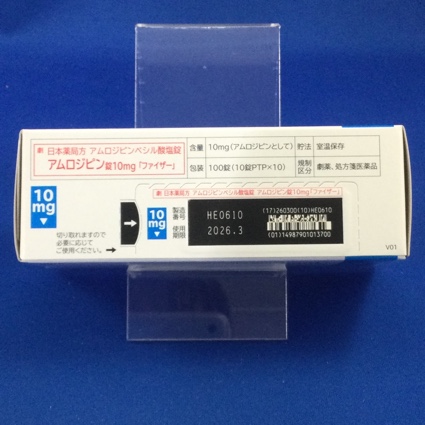 劇 日本薬局方 アムロジピンベシル酸塩錠
アムロジピン錠10mg「ファイザー」
含量 10mg(アムロジピンとして) 貯法 室温保存
包装 100錠(10錠PTP×10) 規制区分 劇薬、処方箋医薬品
10mg
切り取れますので
必要に応じて
ご使用ください。
劇 日本薬局方 アムロジピンベシル酸塩錠 アムロジピン錠10mg「ファイザー」
10mg
製造番号 HE0610
使用期限 2026.3
(17)260300(10)HE0610
(01)14987901013700
V01